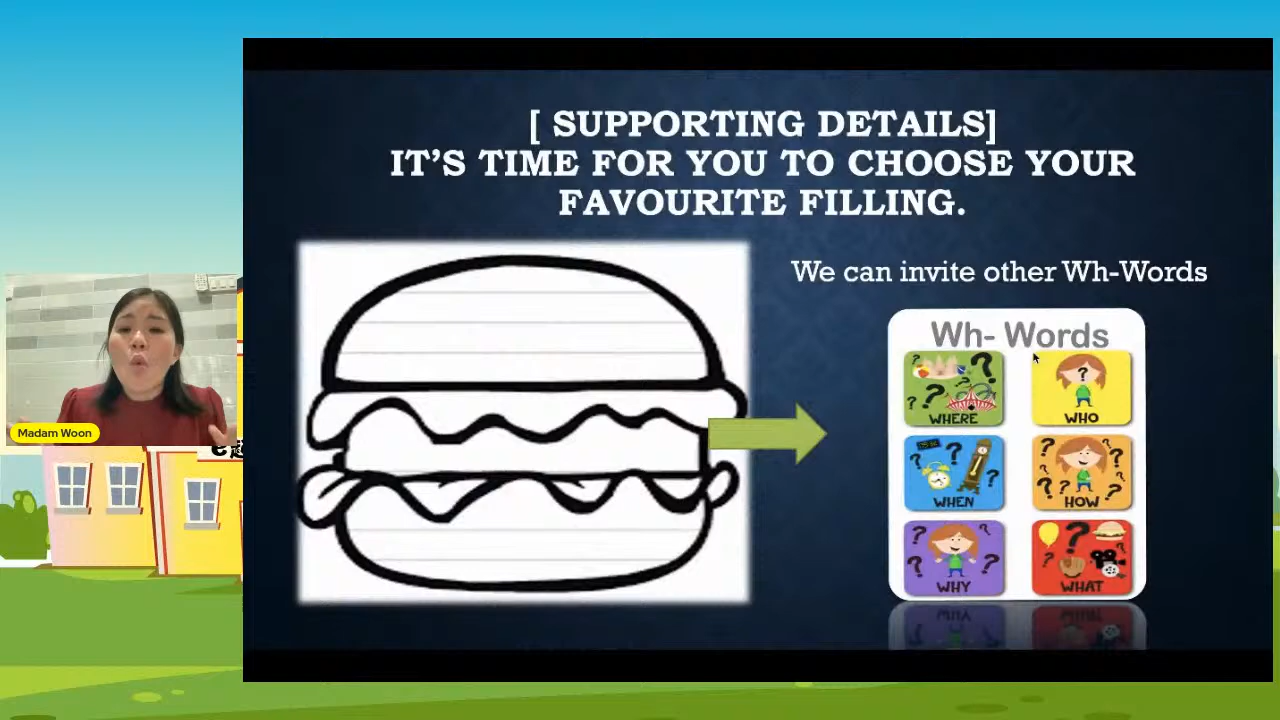 [ SUPPORTING DETAILS]
IT'S TIME FOR YOU TO CHOOSE YOUR
FAVOURITE FILLING.
We can invite other Wh-Words
Wh- Words
WHERE
WHO
WHEN
HOW
WHY
WHAT
Madam Woon